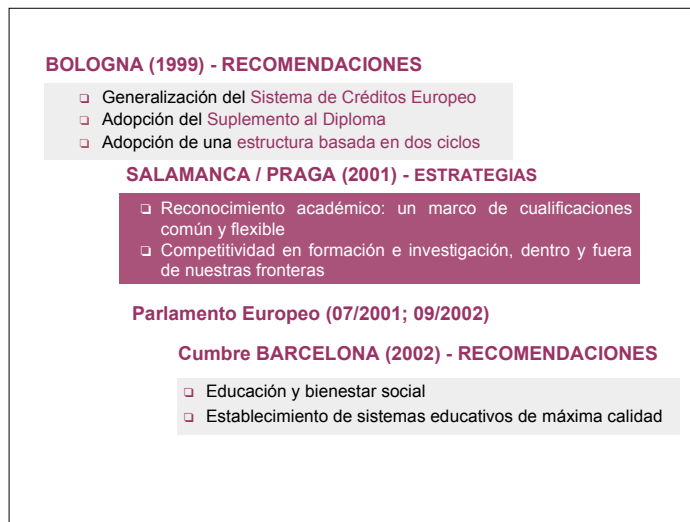 BOLOGNA (1999) - RECOMENDACIONES
❑ Generalización del Sistema de Créditos Europeo
❑ Adopción del Suplemento al Diploma
❑ Adopción de una estructura basada en dos ciclos
SALAMANCA / PRAGA (2001) - ESTRATEGIAS
❑ Reconocimiento académico: un marco de cualificaciones
común y flexible
❑ Competitividad en formación e investigación, dentro y fuera
de nuestras fronteras
Parlamento Europeo (07/2001; 09/2002)
Cumbre BARCELONA (2002) - RECOMENDACIONES
❑ Educación y bienestar social
❑ Establecimiento de sistemas educativos de máxima calidad